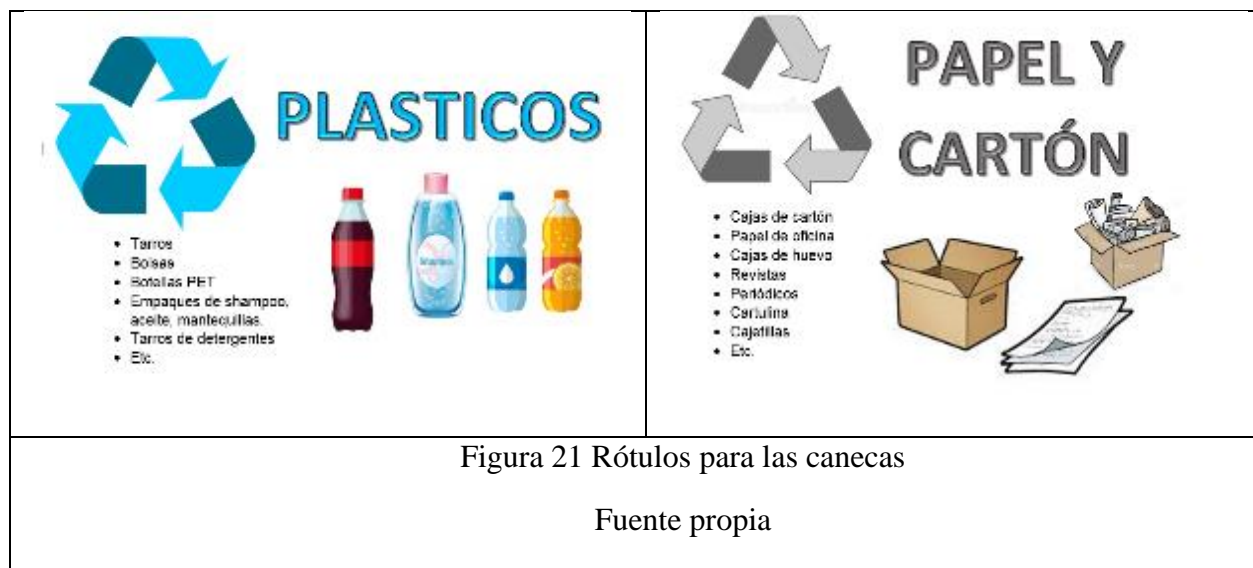 PLASTICOS
• Tarros
• Bolsas
• Botellas PET
• Empaques de shampoo,
aceite, mantequillas.
• Tarros de detergentes
• Etc.
PAPEL Y
CARTÓN
• Cajas de cartón
• Papel de oficina
• Cajas de huevo
• Revistas
• Periódicos
• Cartulina
• Cajetillas
• Etc.
Figura 21 Rótulos para las canecas
Fuente propia